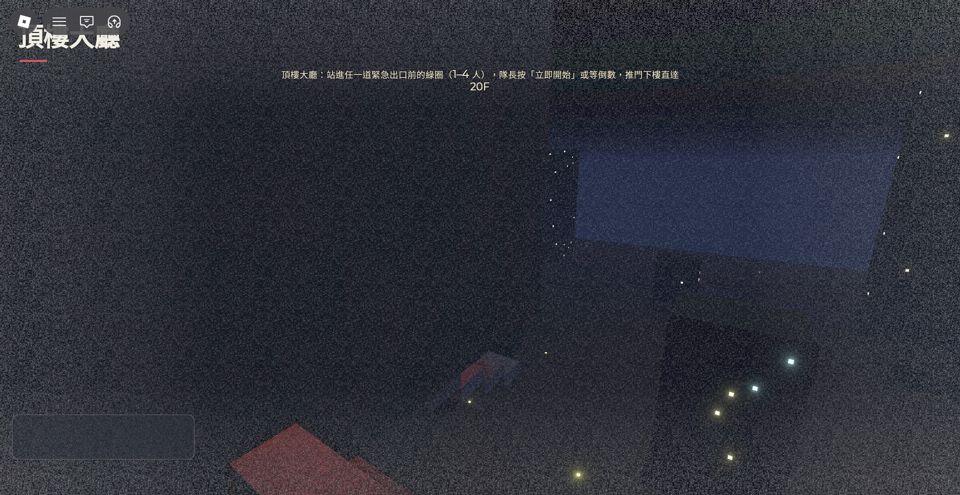 頂樓大廳
頂樓大廳：站進任一道緊急出口前的綠圈（1–4 人），隊長按「立即開始」或等倒數，推門下樓直達
20F